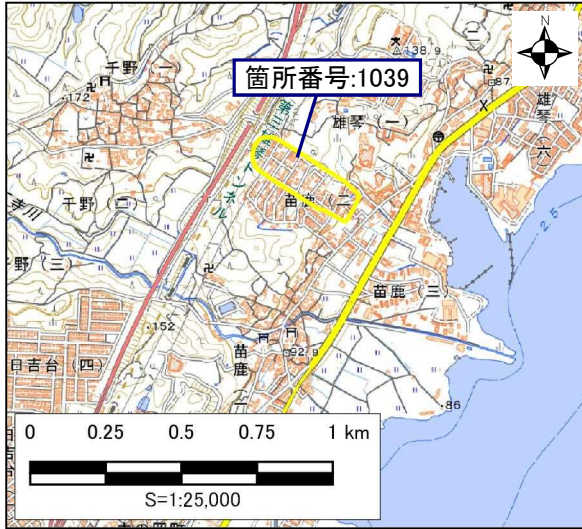 N
138.9
87
千野(一)
箇所番号:1039
172
雄琴(一)
雄琴六
千野(二)
苗鹿(二)
2.5
野(三)
苗鹿三
152
日吉台(四)
92.9
苗鹿一
86
0 0.25 0.5 0.75 1 km
S=1:25,000